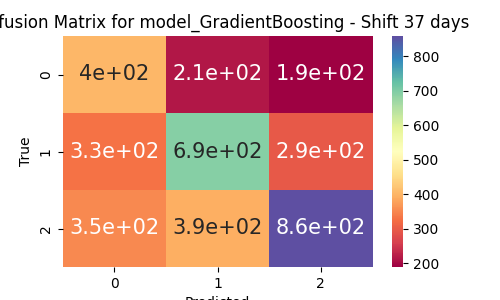 fusion Matrix for model_GradientBoosting - Shift 37 days
0 4e+02 2.1e+02 1.9e+02
1 3.3e+02 6.9e+02 2.9e+02
2 3.5e+02 3.9e+02 8.6e+02
0 1 2
Predicted
True
800
700
600
500
400
300
200